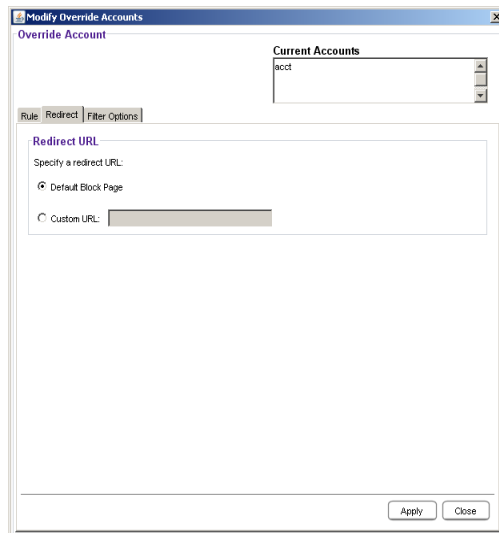 Modify Override Accounts
Override Account
Current Accounts
acct
Rule Redirect Filter Options
Redirect URL
Specify a redirect URL:
Default Block Page
Custom URL:
Apply Close